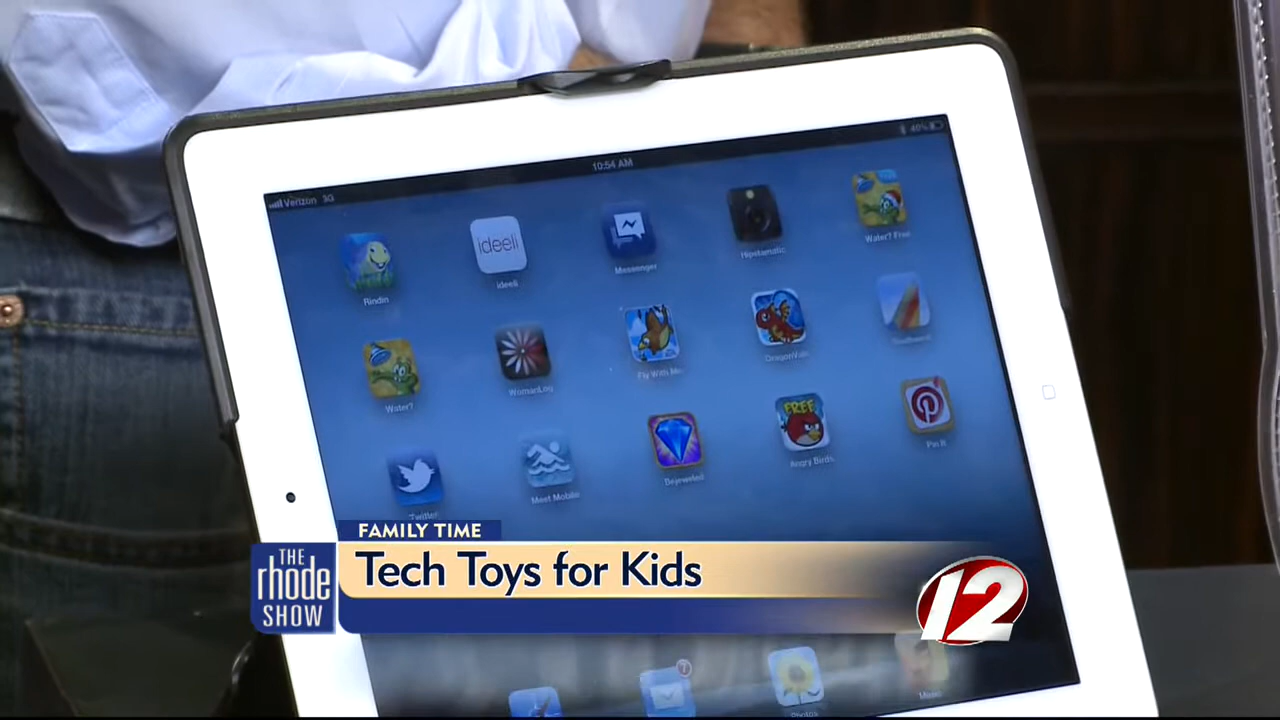 Verizon 3G
10:54 AM
40%
ideeli
Rindin
ideeli
Messenger
Hipstamatic
Water? Free
Water?
WomanLog
Fly With Me
DragonVale
FREE
Twitter
Meet Mobile
Bejeweled
Angry Birds
Pin It
FAMILY TIME
THE
rhode
SHOW
Tech Toys for Kids
12
1
Photos
Music